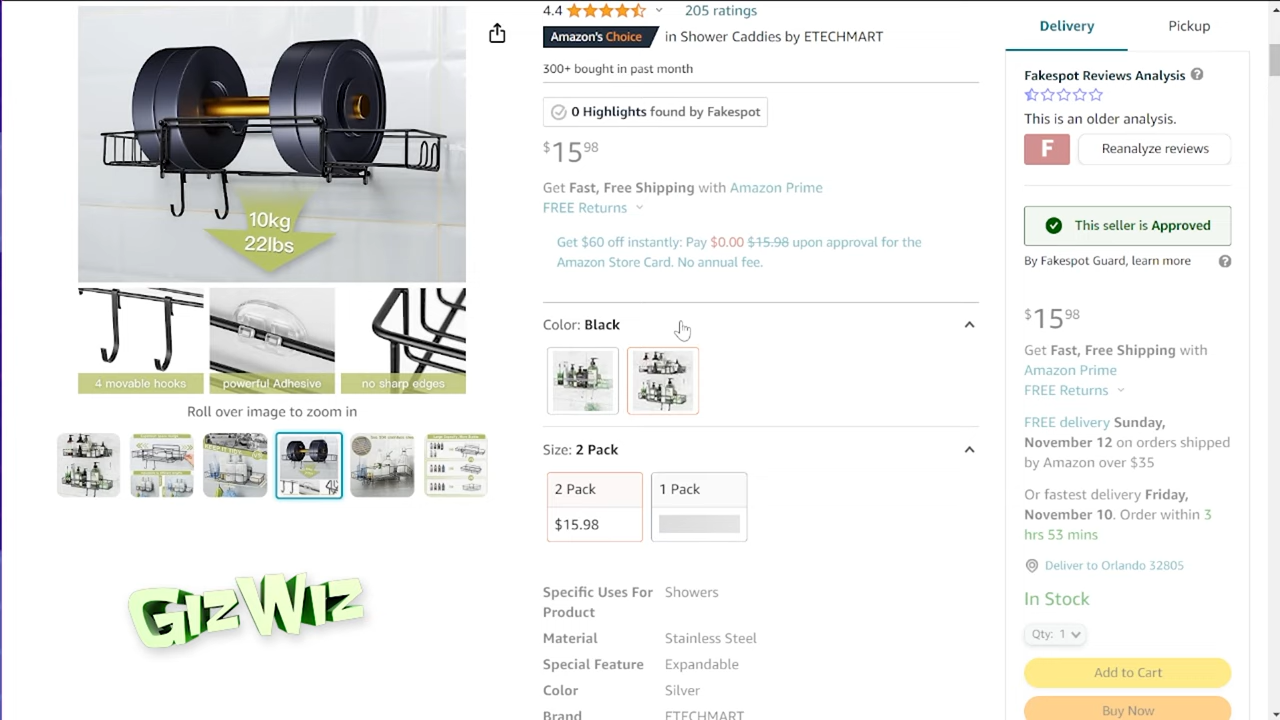 10kg
22lbs
4 movable hooks
powerful Adhesive
no sharp edges
Roll over image to zoom in
GizWiz
4.4
205 ratings
Amazon's Choice in Shower Caddies by ETECHMART
300+ bought in past month
0 Highlights found by Fakespot
$15 98
Get Fast, Free Shipping with Amazon Prime
FREE Returns
Get $60 off instantly: Pay $0.00 $15.98 upon approval for the
Amazon Store Card. No annual fee.
Color: Black
Size: 2 Pack
2 Pack
$15.98
1 Pack
Specific Uses For Product Showers
Material Stainless Steel
Special Feature Expandable
Color Silver
Brand ETECHMART
Delivery
Pickup
Fakespot Reviews Analysis ?
This is an older analysis.
F
Reanalyze reviews
This seller is Approved
By Fakespot Guard, learn more ?
$15 98
Get Fast, Free Shipping with
Amazon Prime
FREE Returns
FREE delivery Sunday,
November 12 on orders shipped
by Amazon over $35
Or fastest delivery Friday,
November 10. Order within 3
hrs 53 mins
Deliver to Orlando 32805
In Stock
Qty: 1
Add to Cart
Buy Now